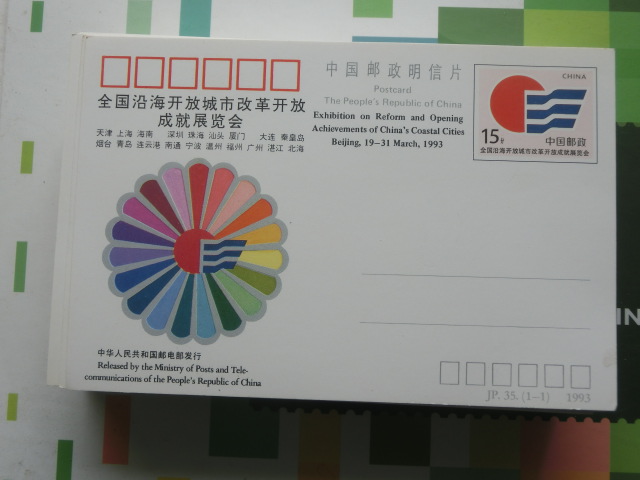 中国邮政明信片
Postcard
The People's Republic of China
全国沿海开放城市改革开放
成就展览会
天津 上海 海南 深圳 珠海 汕头 厦门 大连 秦皇岛
烟台 青岛 连云港 南通 宁波 温州 福州 广州 湛江 北海
Exhibition on Reform and Opening
Achievements of China's Coastal Cities
Beijing, 19-31 March, 1993
CHINA
15分
中国邮政
全国沿海开放城市改革开放成就展览会
中华人民共和国邮电部发行
Released by the Ministry of Posts and Tele-
communications of the People's Republic of China
JP. 35. (1-1) 1993
IN